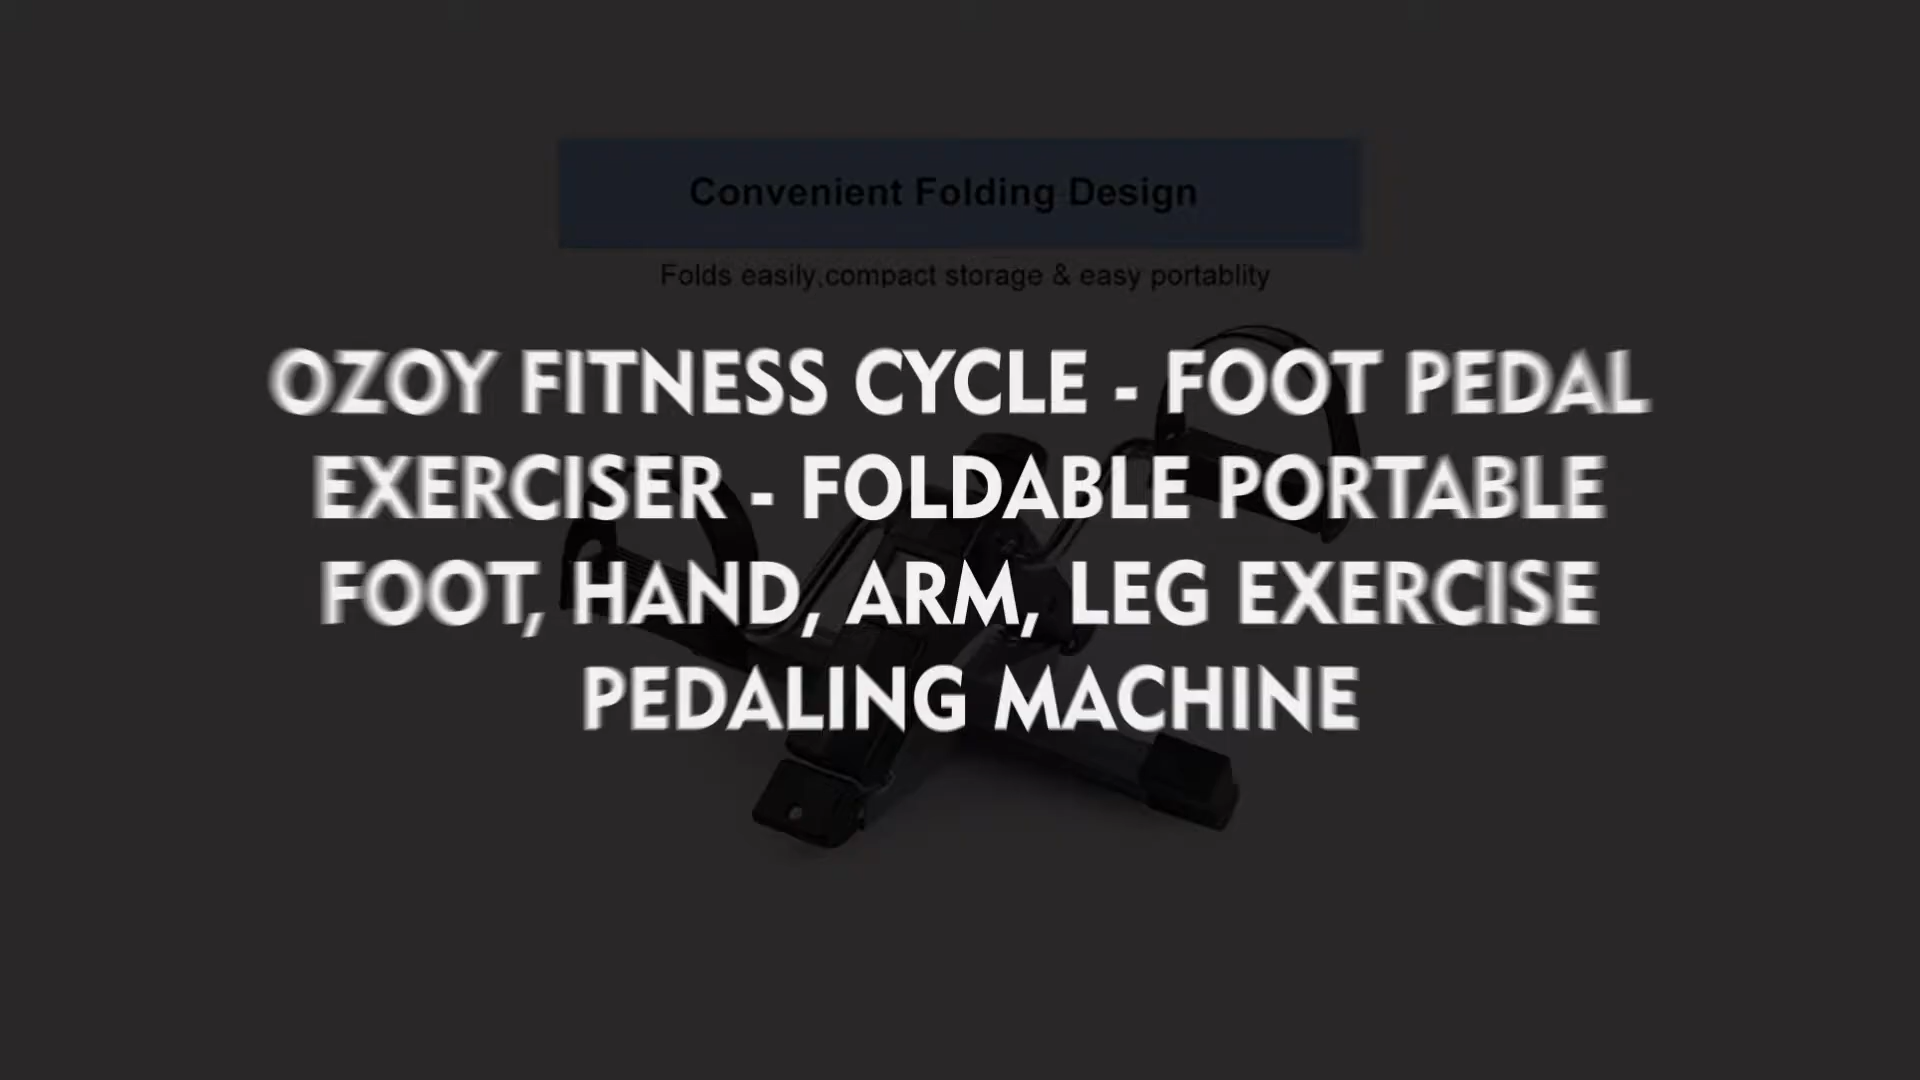 Convenient Folding Design
Folds easily,compact storage & easy portablity
OZOY FITNESS CYCLE - FOOT PEDAL
EXERCISER - FOLDABLE PORTABLE
FOOT, HAND, ARM, LEG EXERCISE
PEDALING MACHINE